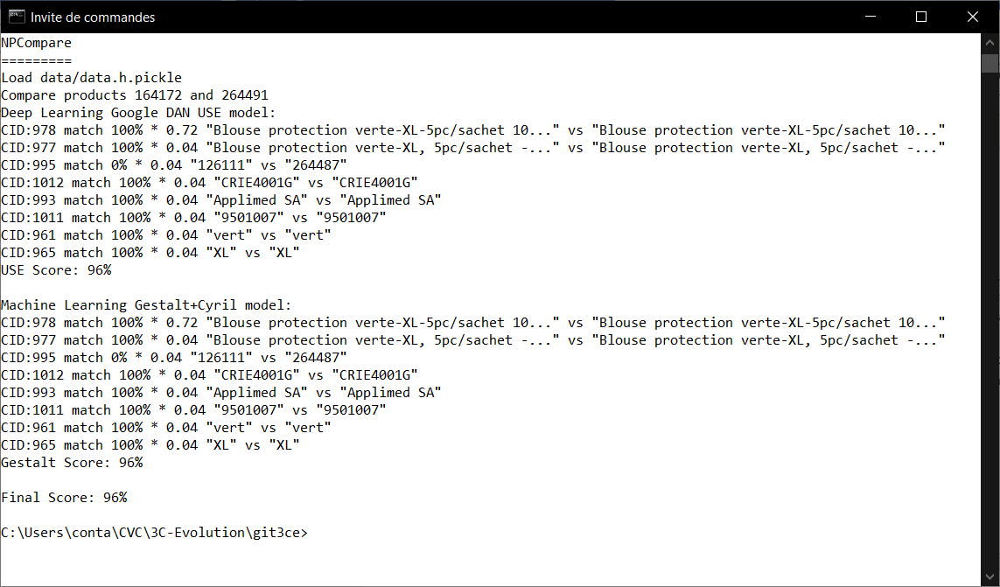 Invite de commandes
NPCompare
=========
Load data/data.h.pickle
Compare products 164172 and 264491
Deep Learning Google DAN USE model:
CID:978 match 100% * 0.72 "Blouse protection verte-XL-5pc/sachet 10..." vs "Blouse protection verte-XL-5pc/sachet 10..."
CID:977 match 100% * 0.04 "Blouse protection verte-XL, 5pc/sachet -..." vs "Blouse protection verte-XL, 5pc/sachet -..."
CID:995 match 0% * 0.04 "126111" vs "264487"
CID:1012 match 100% * 0.04 "CRIE4001G" vs "CRIE4001G"
CID:993 match 100% * 0.04 "Applimed SA" vs "Applimed SA"
CID:1011 match 100% * 0.04 "9501007" vs "9501007"
CID:961 match 100% * 0.04 "vert" vs "vert"
CID:965 match 100% * 0.04 "XL" vs "XL"
USE Score: 96%
Machine Learning Gestalt+Cyril model:
CID:978 match 100% * 0.72 "Blouse protection verte-XL-5pc/sachet 10..." vs "Blouse protection verte-XL-5pc/sachet 10..."
CID:977 match 100% * 0.04 "Blouse protection verte-XL, 5pc/sachet -..." vs "Blouse protection verte-XL, 5pc/sachet -..."
CID:995 match 0% * 0.04 "126111" vs "264487"
CID:1012 match 100% * 0.04 "CRIE4001G" vs "CRIE4001G"
CID:993 match 100% * 0.04 "Applimed SA" vs "Applimed SA"
CID:1011 match 100% * 0.04 "9501007" vs "9501007"
CID:961 match 100% * 0.04 "vert" vs "vert"
CID:965 match 100% * 0.04 "XL" vs "XL"
Gestalt Score: 96%
Final Score: 96%
C:\Users\conta\CVC\3C-Evolution\git3ce>